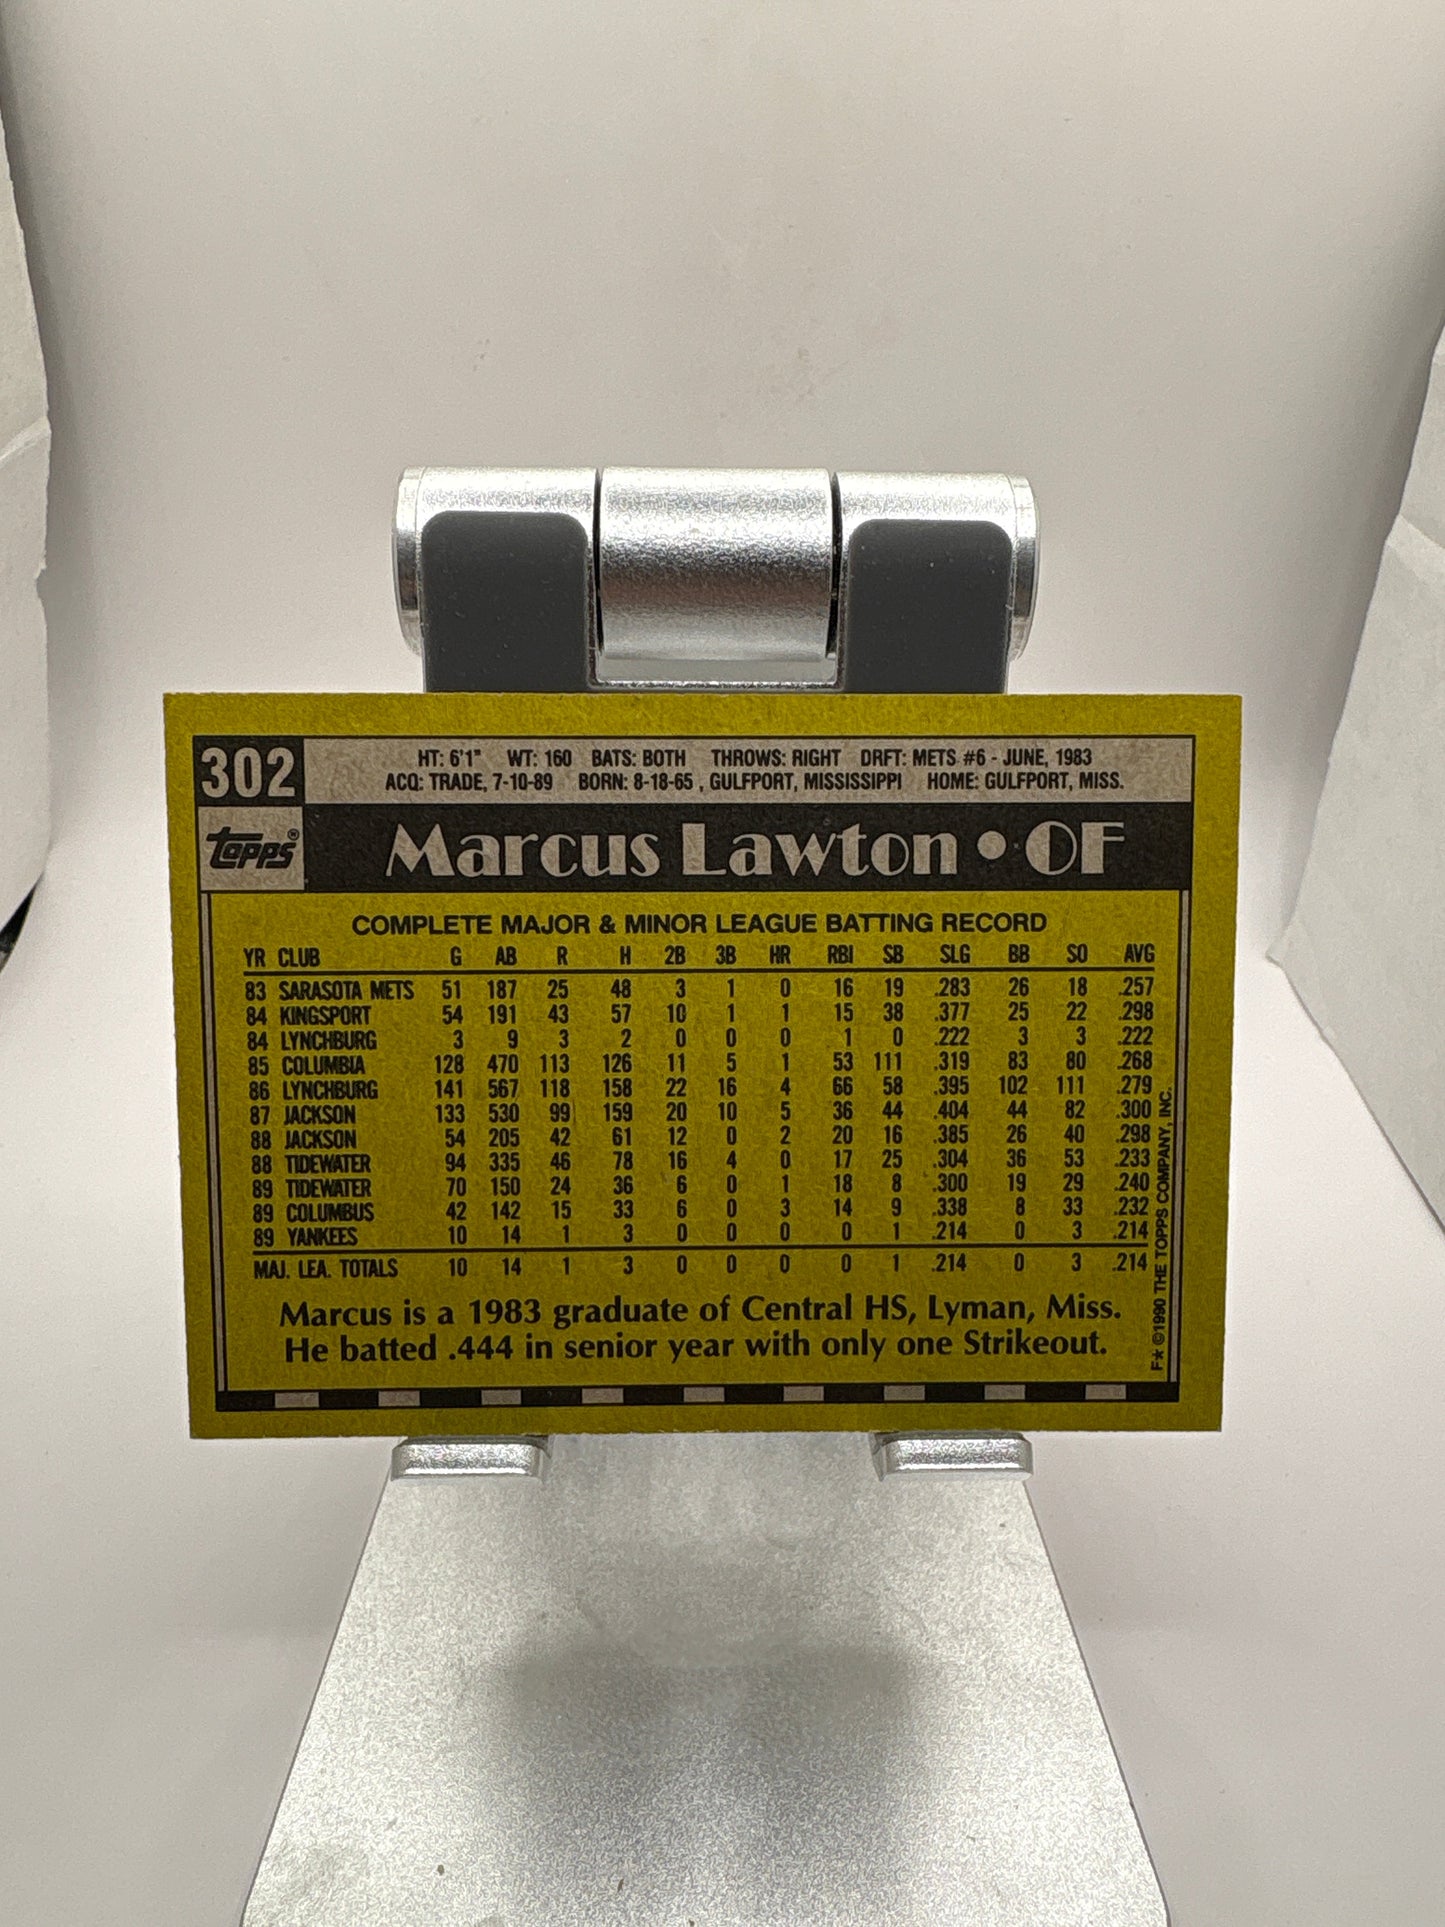 302
HT: 6'1" WT: 160 BATS: BOTH THROWS: RIGHT DRFT: METS #6 - JUNE, 1983
ACQ: TRADE, 7-10-89 BORN: 8-18-65 , GULFPORT, MISSISSIPPI HOME: GULFPORT, MISS.
Topps®
Marcus Lawton • OF
COMPLETE MAJOR & MINOR LEAGUE BATTING RECORD
YR CLUB G AB R H 2B 3B HR RBI SB SLG BB SO AVG
83 SARASOTA METS 51 187 25 48 3 1 0 16 19 .283 26 18 .257
84 KINGSPORT 54 191 43 57 10 1 1 15 38 .377 25 22 .298
84 LYNCHBURG 3 9 3 2 0 0 0 1 0 .222 3 3 .222
85 COLUMBIA 128 470 113 126 11 5 1 53 111 .319 83 80 .268
86 LYNCHBURG 141 567 118 158 22 16 4 66 58 .395 102 111 .279
87 JACKSON 133 530 99 159 20 10 5 36 44 .404 44 82 .300
88 JACKSON 54 205 42 61 12 0 2 20 16 .385 26 40 .298
88 TIDEWATER 94 335 46 78 16 4 0 17 25 .304 36 53 .233
89 TIDEWATER 70 150 24 36 6 0 1 18 8 .300 19 29 .240
89 COLUMBUS 42 142 15 33 6 0 3 14 9 .338 8 33 .232
89 YANKEES 10 14 1 3 0 0 0 0 1 .214 0 3 .214
MAJ. LEA. TOTALS 10 14 1 3 0 0 0 0 1 .214 0 3 .214
Marcus is a 1983 graduate of Central HS, Lyman, Miss.
He batted .444 in senior year with only one Strikeout.
F★ ©1990 THE TOPPS COMPANY, INC.